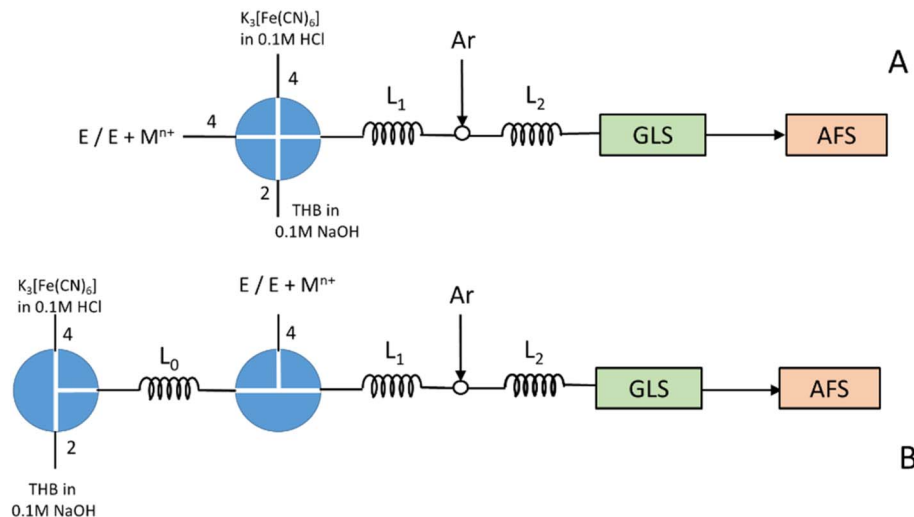 K₃[Fe(CN)₆]
in 0.1M HCl
4
Ar
A
L₁
L₂
E / E + Mⁿ⁺
4
GLS
AFS
2
THB in
0.1M NaOH
K₃[Fe(CN)₆]
in 0.1M HCl
E / E + Mⁿ⁺
Ar
4
4
L₀
L₁
L₂
GLS
AFS
2
B
THB in
0.1M NaOH